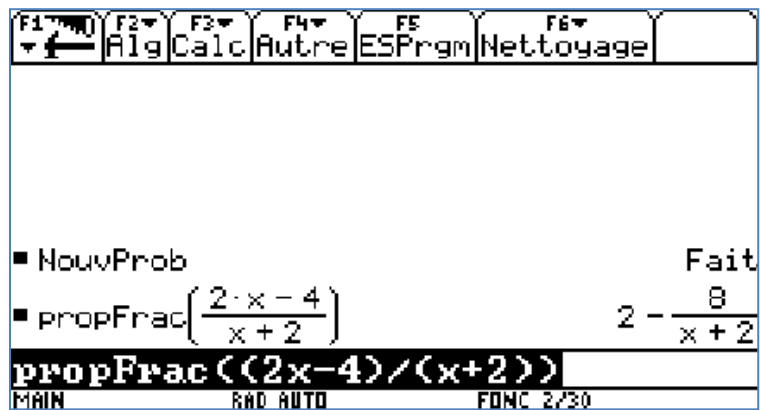 F1 F2 F3 F4 F5 F6
Alg Calc Autre ESPrgm Nettoyage
NouvProb Fait
propFrac((2·x − 4)/(x + 2)) 2 − 8/(x + 2)
propFrac((2x-4)/(x+2))
MAIN RAD AUTO FONC 2/30